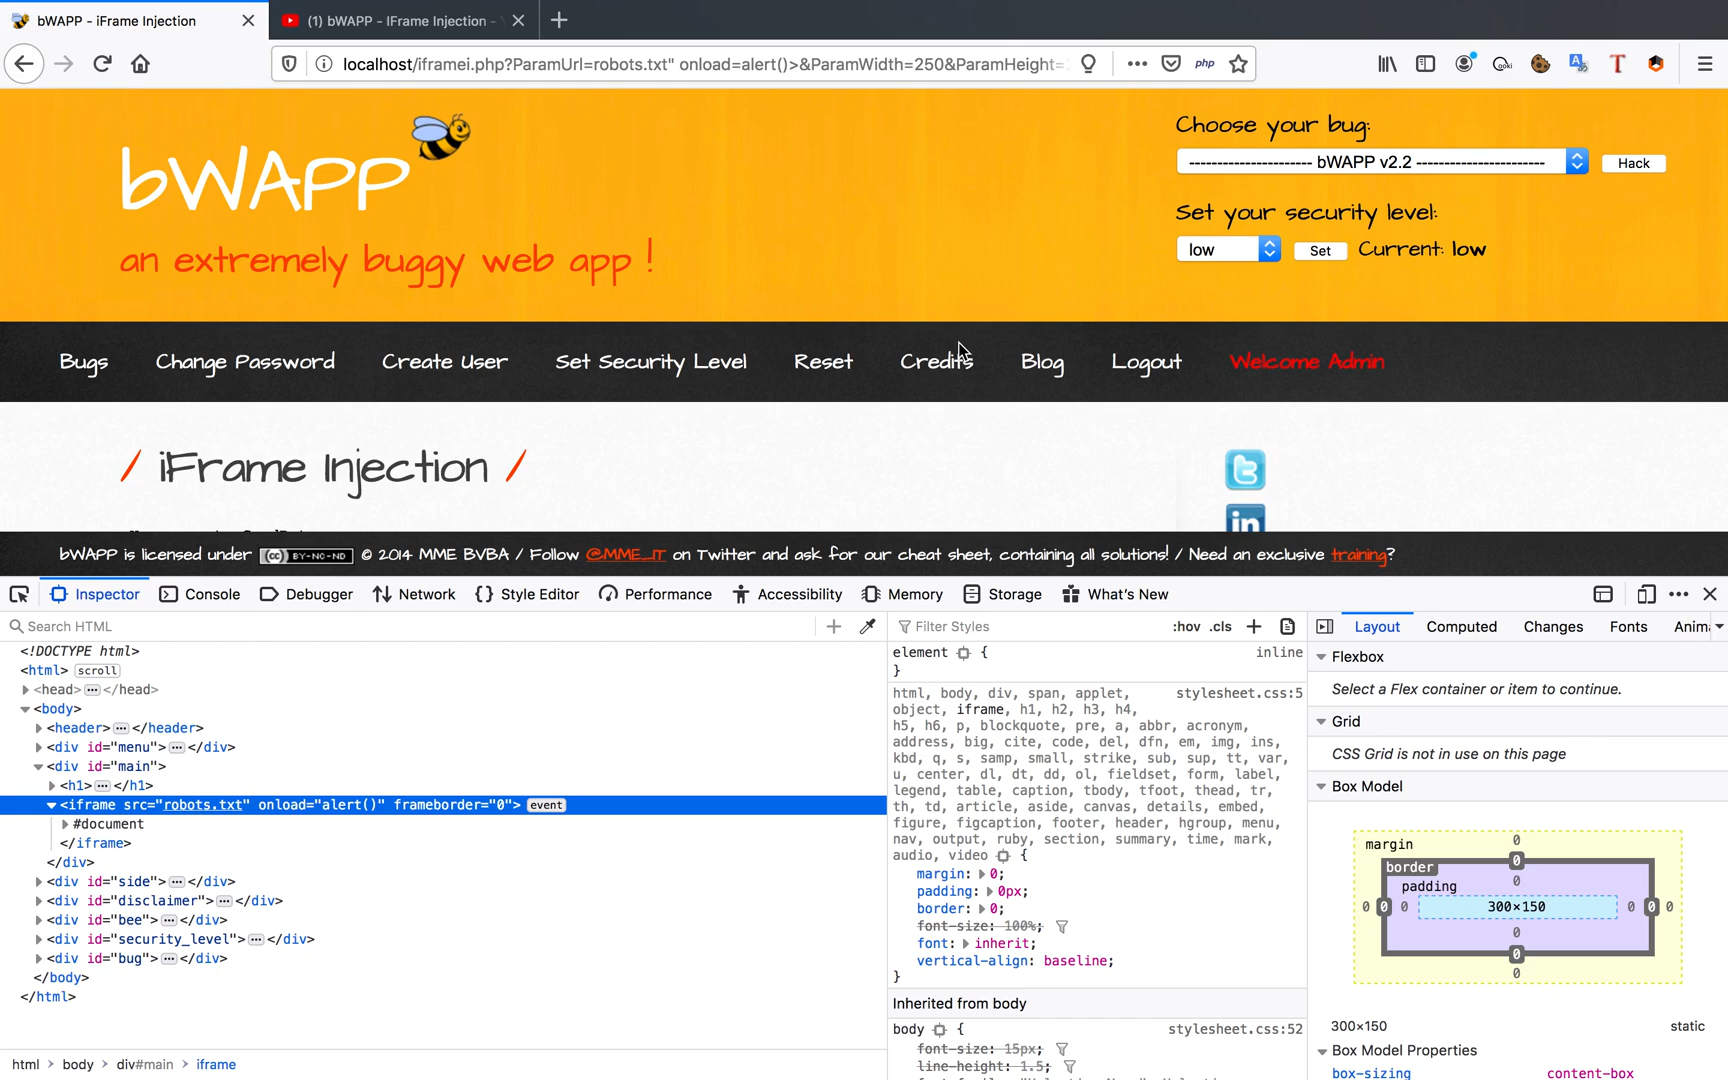 bWAPP - iFrame Injection
(1) bWAPP - IFrame Injection -
localhost/iframei.php?ParamUrl=robots.txt" onload=alert()>&ParamWidth=250&ParamHeight=
php
bWAPP
an extremely buggy web app !
Choose your bug:
---------------------- bWAPP v2.2 -----------------------
Hack
Set your security level:
low
Set
Current: low
Bugs
Change Password
Create User
Set Security Level
Reset
Credits
Blog
Logout
Welcome Admin
/ iFrame Injection /
bWAPP is licensed under (cc) BY-NC-ND © 2014 MME BVBA / Follow @MME_IT on Twitter and ask for our cheat sheet, containing all solutions! / Need an exclusive training?
Inspector
Console
Debugger
Network
Style Editor
Performance
Accessibility
Memory
Storage
What's New
Search HTML
<!DOCTYPE html>
<html> scroll
<head> ••• </head>
<body>
<header> ••• </header>
<div id="menu"> ••• </div>
<div id="main">
<h1> ••• </h1>
<iframe src="robots.txt" onload="alert()" frameborder="0"> event
#document
</iframe>
</div>
<div id="side"> ••• </div>
<div id="disclaimer"> ••• </div>
<div id="bee"> ••• </div>
<div id="security_level"> ••• </div>
<div id="bug"> ••• </div>
</body>
</html>
html > body > div#main > iframe
Filter Styles
:hov .cls +
element { inline
}
html, body, div, span, applet, stylesheet.css:5
object, iframe, h1, h2, h3, h4,
h5, h6, p, blockquote, pre, a, abbr, acronym,
address, big, cite, code, del, dfn, em, img, ins,
kbd, q, s, samp, small, strike, sub, sup, tt, var,
u, center, dl, dt, dd, ol, fieldset, form, label,
legend, table, caption, tbody, tfoot, thead, tr,
th, td, article, aside, canvas, details, embed,
figure, figcaption, footer, header, hgroup, menu,
nav, output, ruby, section, summary, time, mark,
audio, video {
margin: 0;
padding: 0px;
border: 0;
font-size: 100%;
font: inherit;
vertical-align: baseline;
}
Inherited from body
body { stylesheet.css:52
font-size: 15px;
line-height: 1.5;
Layout
Computed
Changes
Fonts
Anim
Flexbox
Select a Flex container or item to continue.
Grid
CSS Grid is not in use on this page
Box Model
margin 0
border 0
padding 0
0 0 0 300×150 0 0 0
0
0
0
300×150 static
Box Model Properties
box-sizing content-box